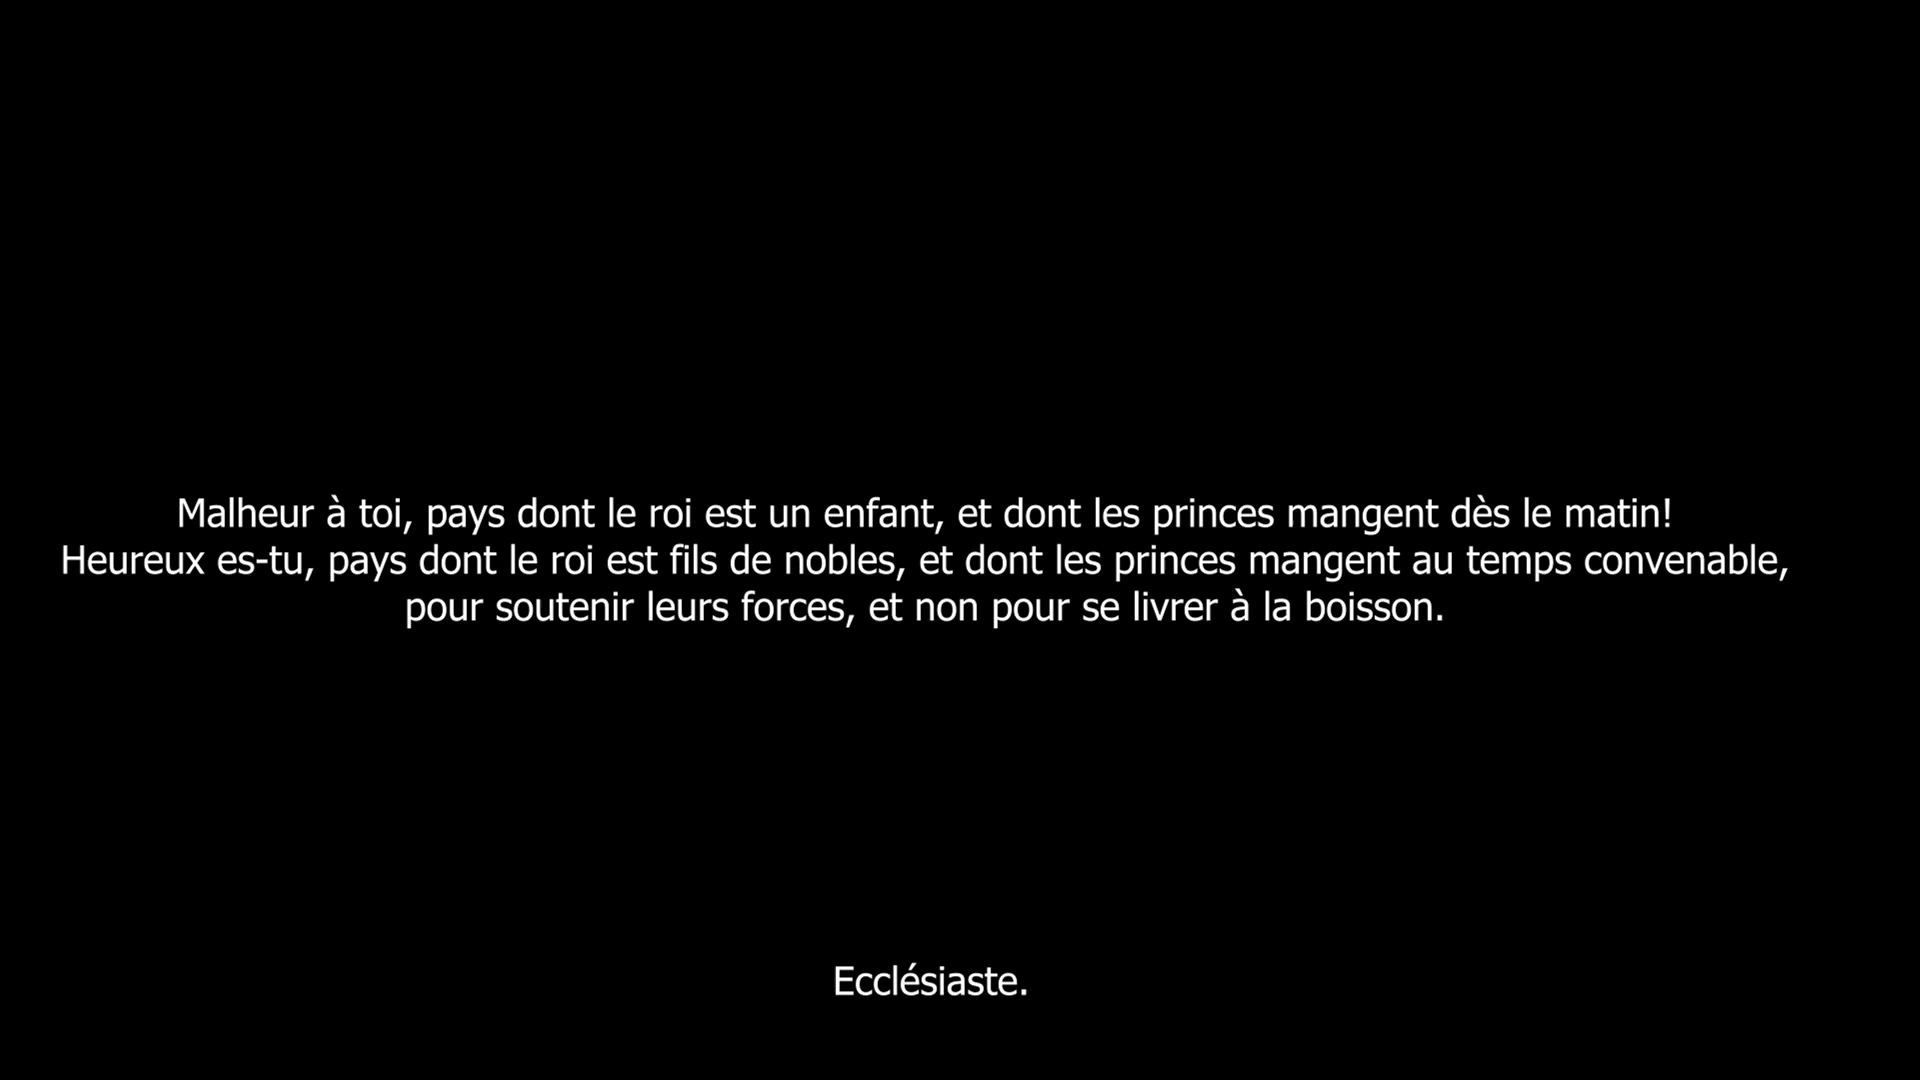 Malheur à toi, pays dont le roi est un enfant, et dont les princes mangent dès le matin!
Heureux es-tu, pays dont le roi est fils de nobles, et dont les princes mangent au temps convenable,
pour soutenir leurs forces, et non pour se livrer à la boisson.
Ecclésiaste.